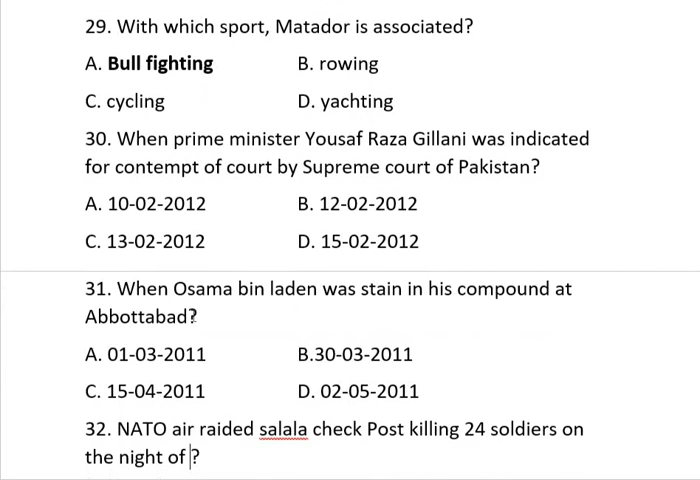 29. With which sport, Matador is associated?
A. Bull fighting B. rowing
C. cycling D. yachting
30. When prime minister Yousaf Raza Gillani was indicated
for contempt of court by Supreme court of Pakistan?
A. 10-02-2012 B. 12-02-2012
C. 13-02-2012 D. 15-02-2012
31. When Osama bin laden was stain in his compound at
Abbottabad?
A. 01-03-2011 B.30-03-2011
C. 15-04-2011 D. 02-05-2011
32. NATO air raided salala check Post killing 24 soldiers on
the night of ?